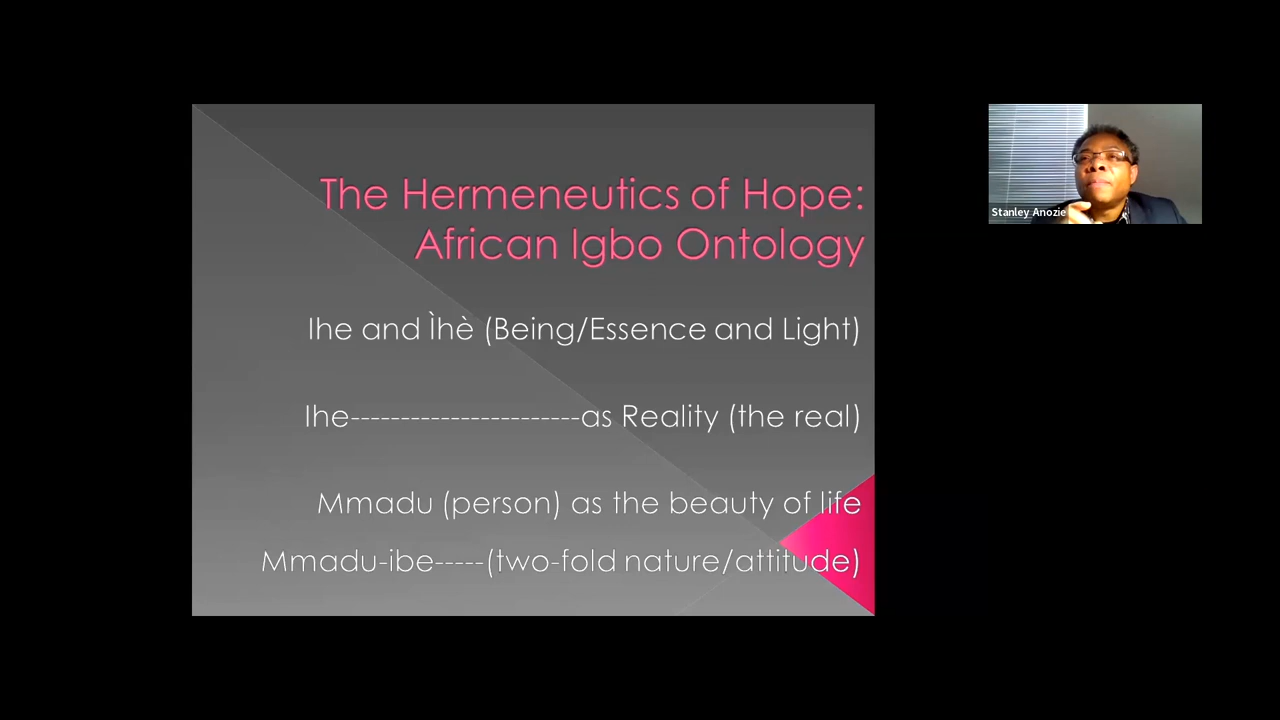 The Hermeneutics of Hope:
African Igbo Ontology
Ihe and Ìhè (Being/Essence and Light)
Ihe-----------------------as Reality (the real)
Mmadu (person) as the beauty of life
Mmadu-ibe-----(two-fold nature/attitude)
Stanley Anozie